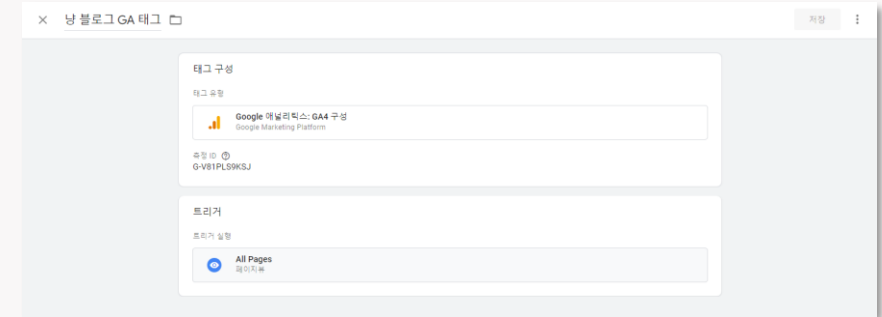 냥 블로그 GA 태그
저장
태그 구성
태그 유형
Google 애널리틱스: GA4 구성
Google Marketing Platform
측정 ID
G-V81PLS9KSJ
트리거
트리거 실행
All Pages
페이지뷰